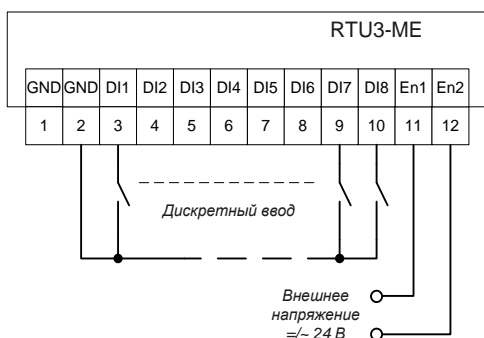 RTU3-ME
GND GND DI1 DI2 DI3 DI4 DI5 DI6 DI7 DI8 En1 En2
1 2 3 4 5 6 7 8 9 10 11 12
Дискретный ввод
Внешнее
напряжение
=/~ 24 В